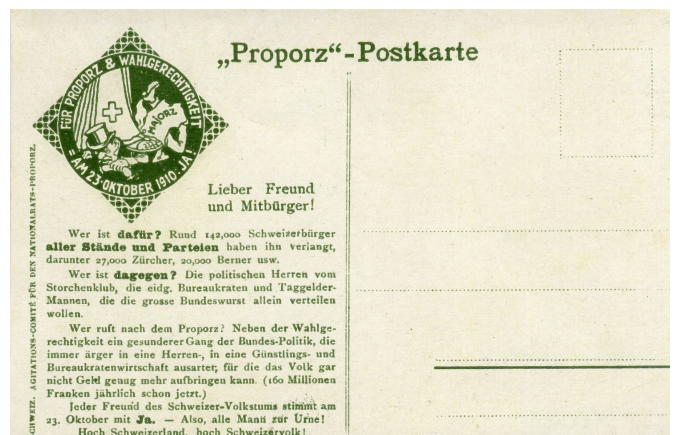 „Proporz“-Postkarte
FÜR PROPORZ & WAHLGERECHTIGKEIT
MAJORZ
= AM 23. OKTOBER 1910: JA!
Lieber Freund
und Mitbürger!
Wer ist dafür? Rund 142,000 Schweizerbürger
aller Stände und Parteien haben ihn verlangt,
darunter 27,000 Zürcher, 20,000 Berner usw.
Wer ist dagegen? Die politischen Herren vom
Storchenklub, die eidg. Bureaukraten und Taggelder-
Mannen, die die grosse Bundeswurst allein verteilen
wollen.
Wer ruft nach dem Proporz? Neben der Wahlge-
rechtigkeit ein gesunderer Gang der Bundes-Politik, die
immer ärger in eine Herren-, in eine Günstlings- und
Bureaukratenwirtschaft ausartet, für die das Volk gar
nicht Geld genug mehr aufbringen kann. (160 Millionen
Franken jährlich schon jetzt.)
Jeder Freund des Schweizer-Volkstums stimmt am
23. Oktober mit Ja. — Also, alle Mann zur Urne!
Hoch Schweizerland, hoch Schweizervolk!
SCHWEIZ. AGITATIONS-COMITÉ FÜR DEN NATIONALRATS-PROPORZ.